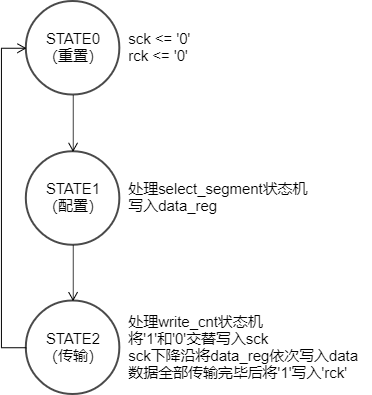 STATE0
(重置)
sck <= '0'
rck <= '0'
STATE1
(配置)
处理select_segment状态机
写入data_reg
STATE2
(传输)
处理write_cnt状态机
将'1'和'0'交替写入sck
sck下降沿将data_reg依次写入data
数据全部传输完毕后将'1'写入'rck'